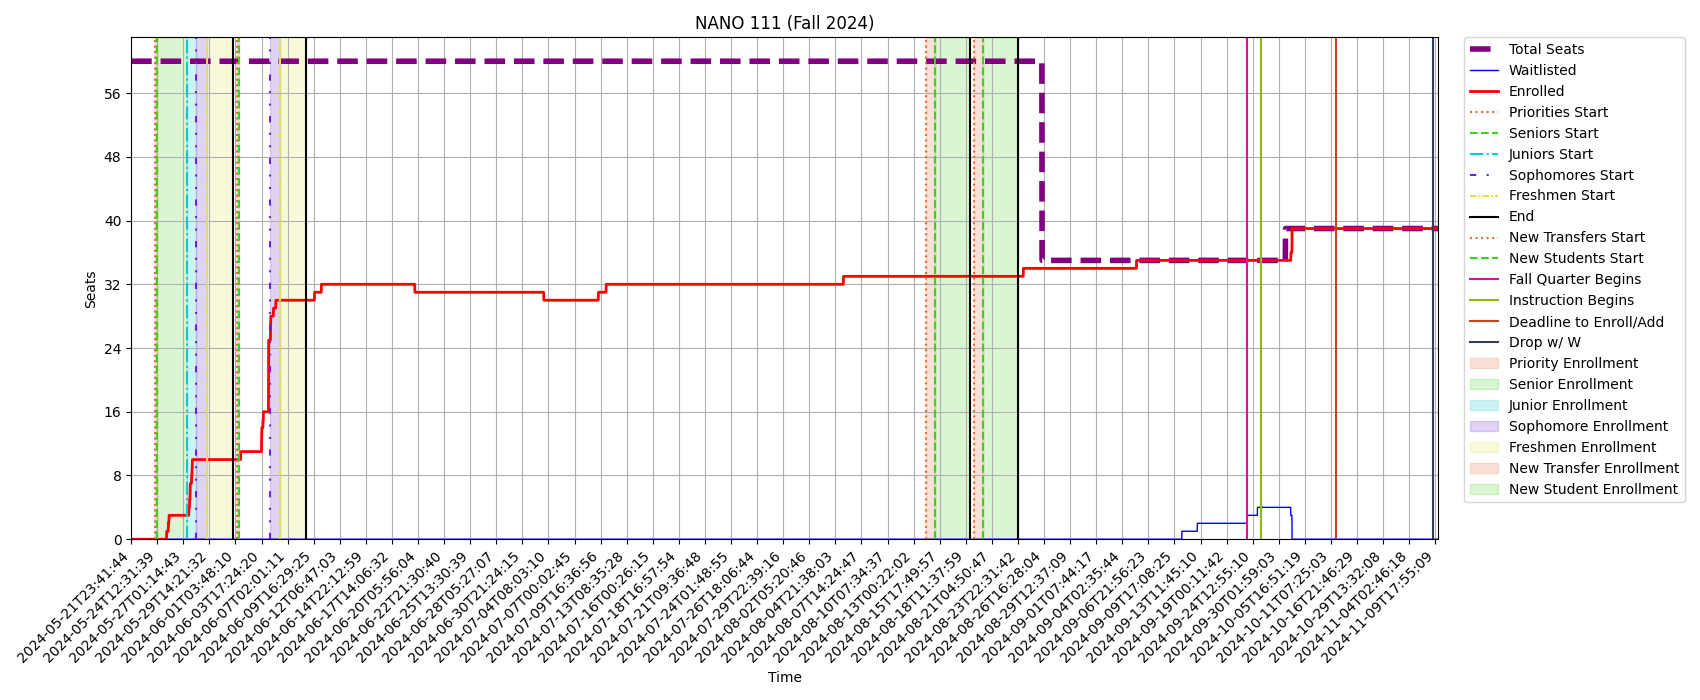 NANO 111 (Fall 2024)
Seats
56
48
40
32
24
16
8
0
2024-05-21T23:41:44
2024-05-24T12:31:39
2024-05-27T01:14:43
2024-05-29T14:21:32
2024-06-01T03:48:10
2024-06-03T17:24:20
2024-06-07T02:01:11
2024-06-09T16:29:25
2024-06-12T06:47:03
2024-06-14T22:12:59
2024-06-17T14:06:32
2024-06-20T05:56:04
2024-06-22T21:30:40
2024-06-25T13:30:39
2024-06-28T05:27:07
2024-06-30T21:24:15
2024-07-04T08:03:10
2024-07-07T00:02:45
2024-07-09T16:36:56
2024-07-13T08:35:28
2024-07-16T00:26:15
2024-07-18T16:57:54
2024-07-21T09:36:48
2024-07-24T01:48:55
2024-07-26T18:06:44
2024-07-29T22:39:16
2024-08-02T05:20:46
2024-08-04T21:38:03
2024-08-07T14:24:47
2024-08-10T07:34:37
2024-08-13T00:22:02
2024-08-15T17:49:57
2024-08-18T11:37:59
2024-08-21T04:50:47
2024-08-23T22:31:42
2024-08-26T16:28:04
2024-08-29T12:37:09
2024-09-01T07:44:17
2024-09-04T02:35:44
2024-09-06T21:56:23
2024-09-09T17:08:25
2024-09-13T11:45:10
2024-09-19T00:11:42
2024-09-24T12:55:10
2024-09-30T01:59:03
2024-10-05T16:51:19
2024-10-11T07:25:03
2024-10-16T21:46:29
2024-10-29T13:32:08
2024-11-04T02:46:18
2024-11-09T17:55:09
Time
Total Seats
Waitlisted
Enrolled
Priorities Start
Seniors Start
Juniors Start
Sophomores Start
Freshmen Start
End
New Transfers Start
New Students Start
Fall Quarter Begins
Instruction Begins
Deadline to Enroll/Add
Drop w/ W
Priority Enrollment
Senior Enrollment
Junior Enrollment
Sophomore Enrollment
Freshmen Enrollment
New Transfer Enrollment
New Student Enrollment